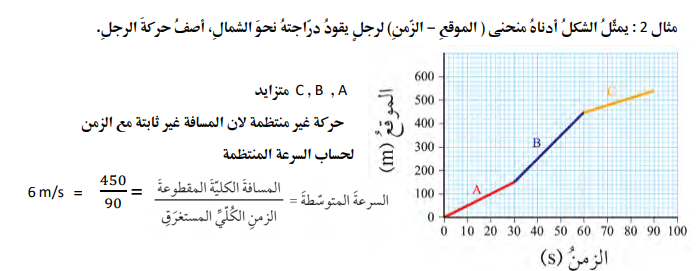 مثال 2 : يمثّلُ الشكلُ أدناهُ منحنى ( الموقعِ – الزّمنِ) لرجلٍ يقودُ درّاجتهُ نحوَ الشمالِ، أصفُ حركةَ الرجلِ.
C , B , A متزايد
حركة غير منتظمة لان المسافة غير ثابتة مع الزمن
لحساب السرعة المنتظمة
السرعةَ المتوسّطةَ = المسافةَ الكليّةَ المقطوعةَ / الزمنِ الكُلّيِّ المستغرَقِ = 450 / 90 = 6 m/s
الموقعُ (m)
600
500
400
300
200
100
0
A
B
C
0 10 20 30 40 50 60 70 80 90 100
الزمنُ (s)